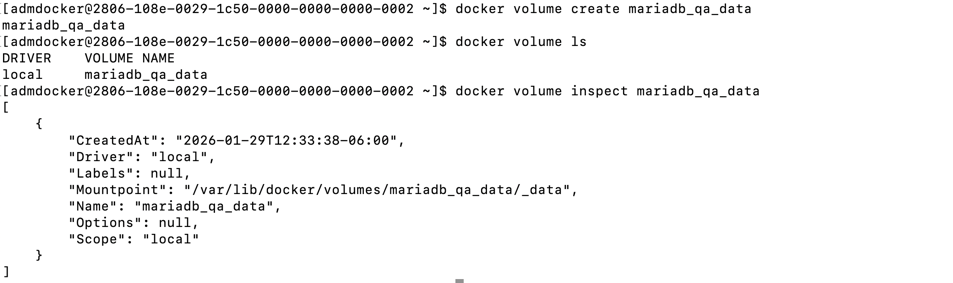 [[admdocker@2806-108e-0029-1c50-0000-0000-0000-0002 ~]$ docker volume create mariadb_qa_data
mariadb_qa_data
[[admdocker@2806-108e-0029-1c50-0000-0000-0000-0002 ~]$ docker volume ls
DRIVER    VOLUME NAME
local     mariadb_qa_data
[[admdocker@2806-108e-0029-1c50-0000-0000-0000-0002 ~]$ docker volume inspect mariadb_qa_data
[
    {
        "CreatedAt": "2026-01-29T12:33:38-06:00",
        "Driver": "local",
        "Labels": null,
        "Mountpoint": "/var/lib/docker/volumes/mariadb_qa_data/_data",
        "Name": "mariadb_qa_data",
        "Options": null,
        "Scope": "local"
    }
]